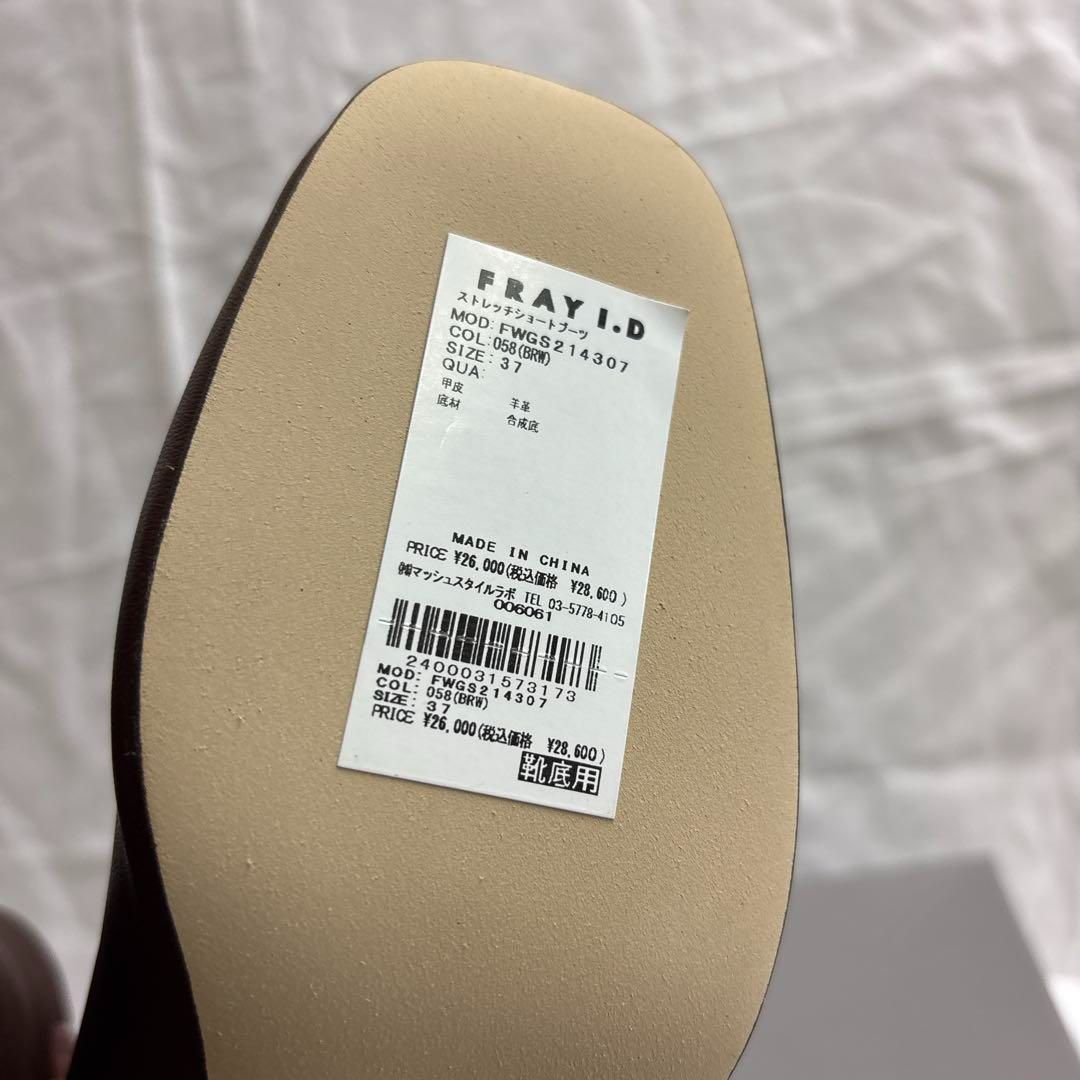 FRAY I.D
ストレッチショートブーツ
MOD: FWGS214307
COL: 058(BRW)
SIZE: 37
QUA:
甲皮 羊革
底材 合成底
MADE IN CHINA
PRICE ¥26,000(税込価格 ¥28,600)
㈱マッシュスタイルラボ TEL 03-5778-4105
006061
2400031573173
MOD: FWGS214307
COL: 058(BRW)
SIZE: 37
PRICE ¥26,000(税込価格 ¥28,600)
靴底用